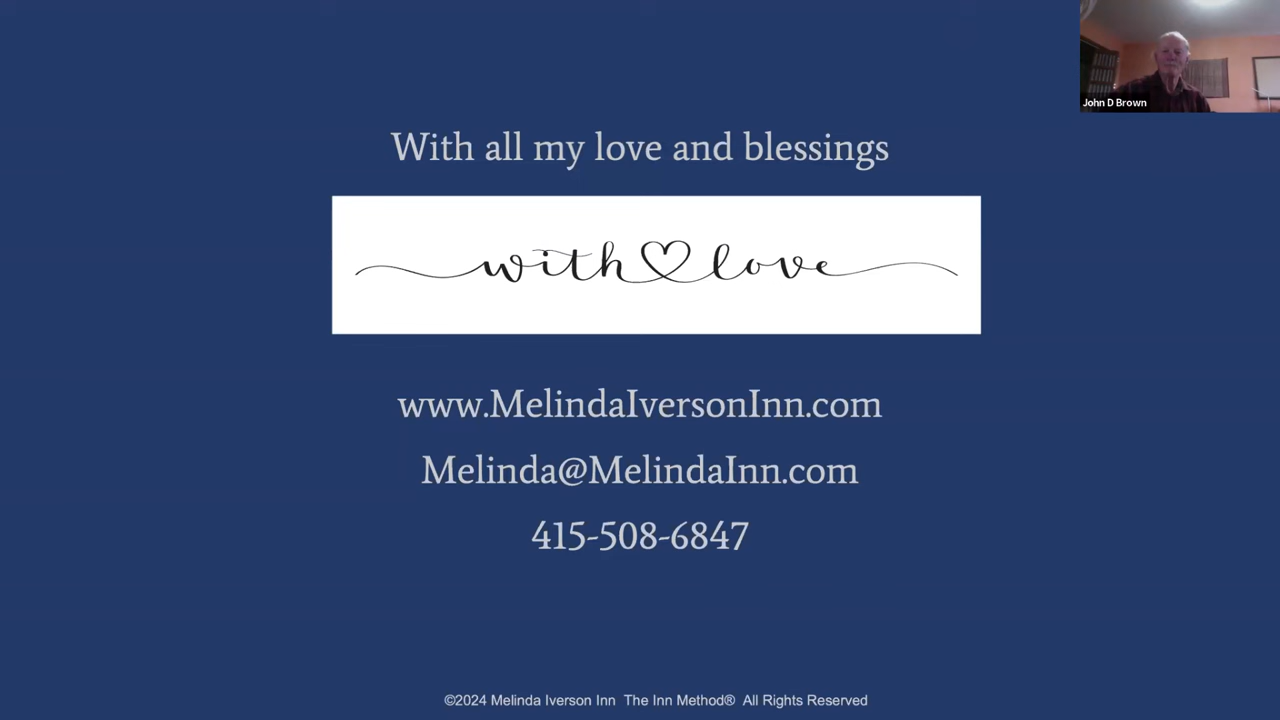 John D Brown
With all my love and blessings
with love
www.MelindaIversonInn.com
Melinda@MelindaInn.com
415-508-6847
©2024 Melinda Iverson Inn The Inn Method® All Rights Reserved